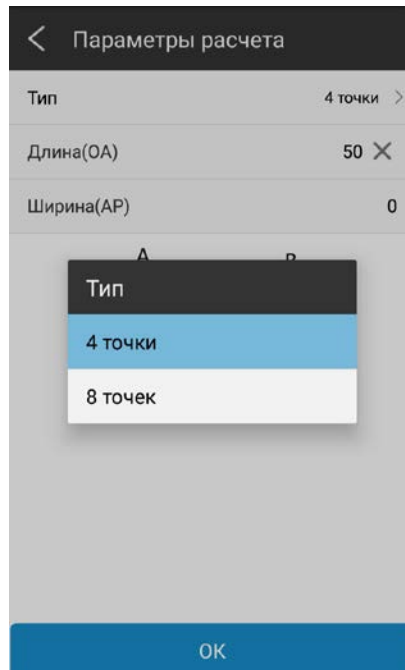 Параметры расчета
Тип 4 точки
Длина(OA) 50
Ширина(AP) 0
A B
Тип
4 точки
8 точек
OK